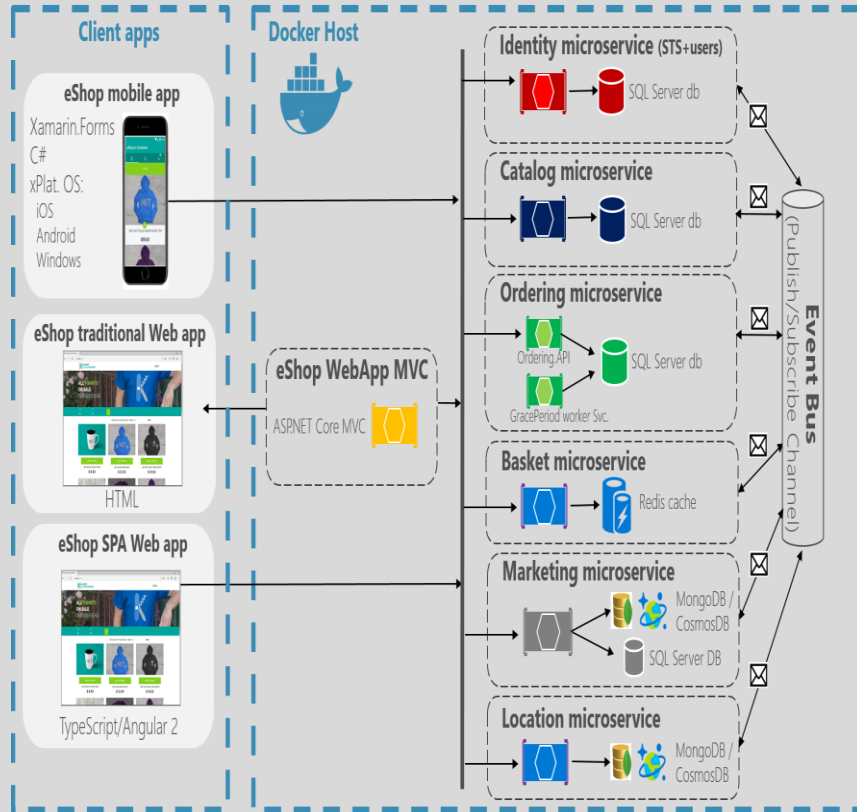 Client apps
eShop mobile app
Xamarin.Forms
C#
xPlat. OS:
iOS
Android
Windows
eShop traditional Web app
HTML
eShop SPA Web app
TypeScript/Angular 2
Docker Host
eShop WebApp MVC
ASP.NET Core MVC
Identity microservice (STS+users)
SQL Server db
Catalog microservice
SQL Server db
Ordering microservice
Ordering.API
SQL Server db
GracePeriod worker Svc.
Basket microservice
Redis cache
Marketing microservice
MongoDB /
CosmosDB
SQL Server DB
Location microservice
MongoDB /
CosmosDB
Event Bus
(Publish/Subscribe Channel)